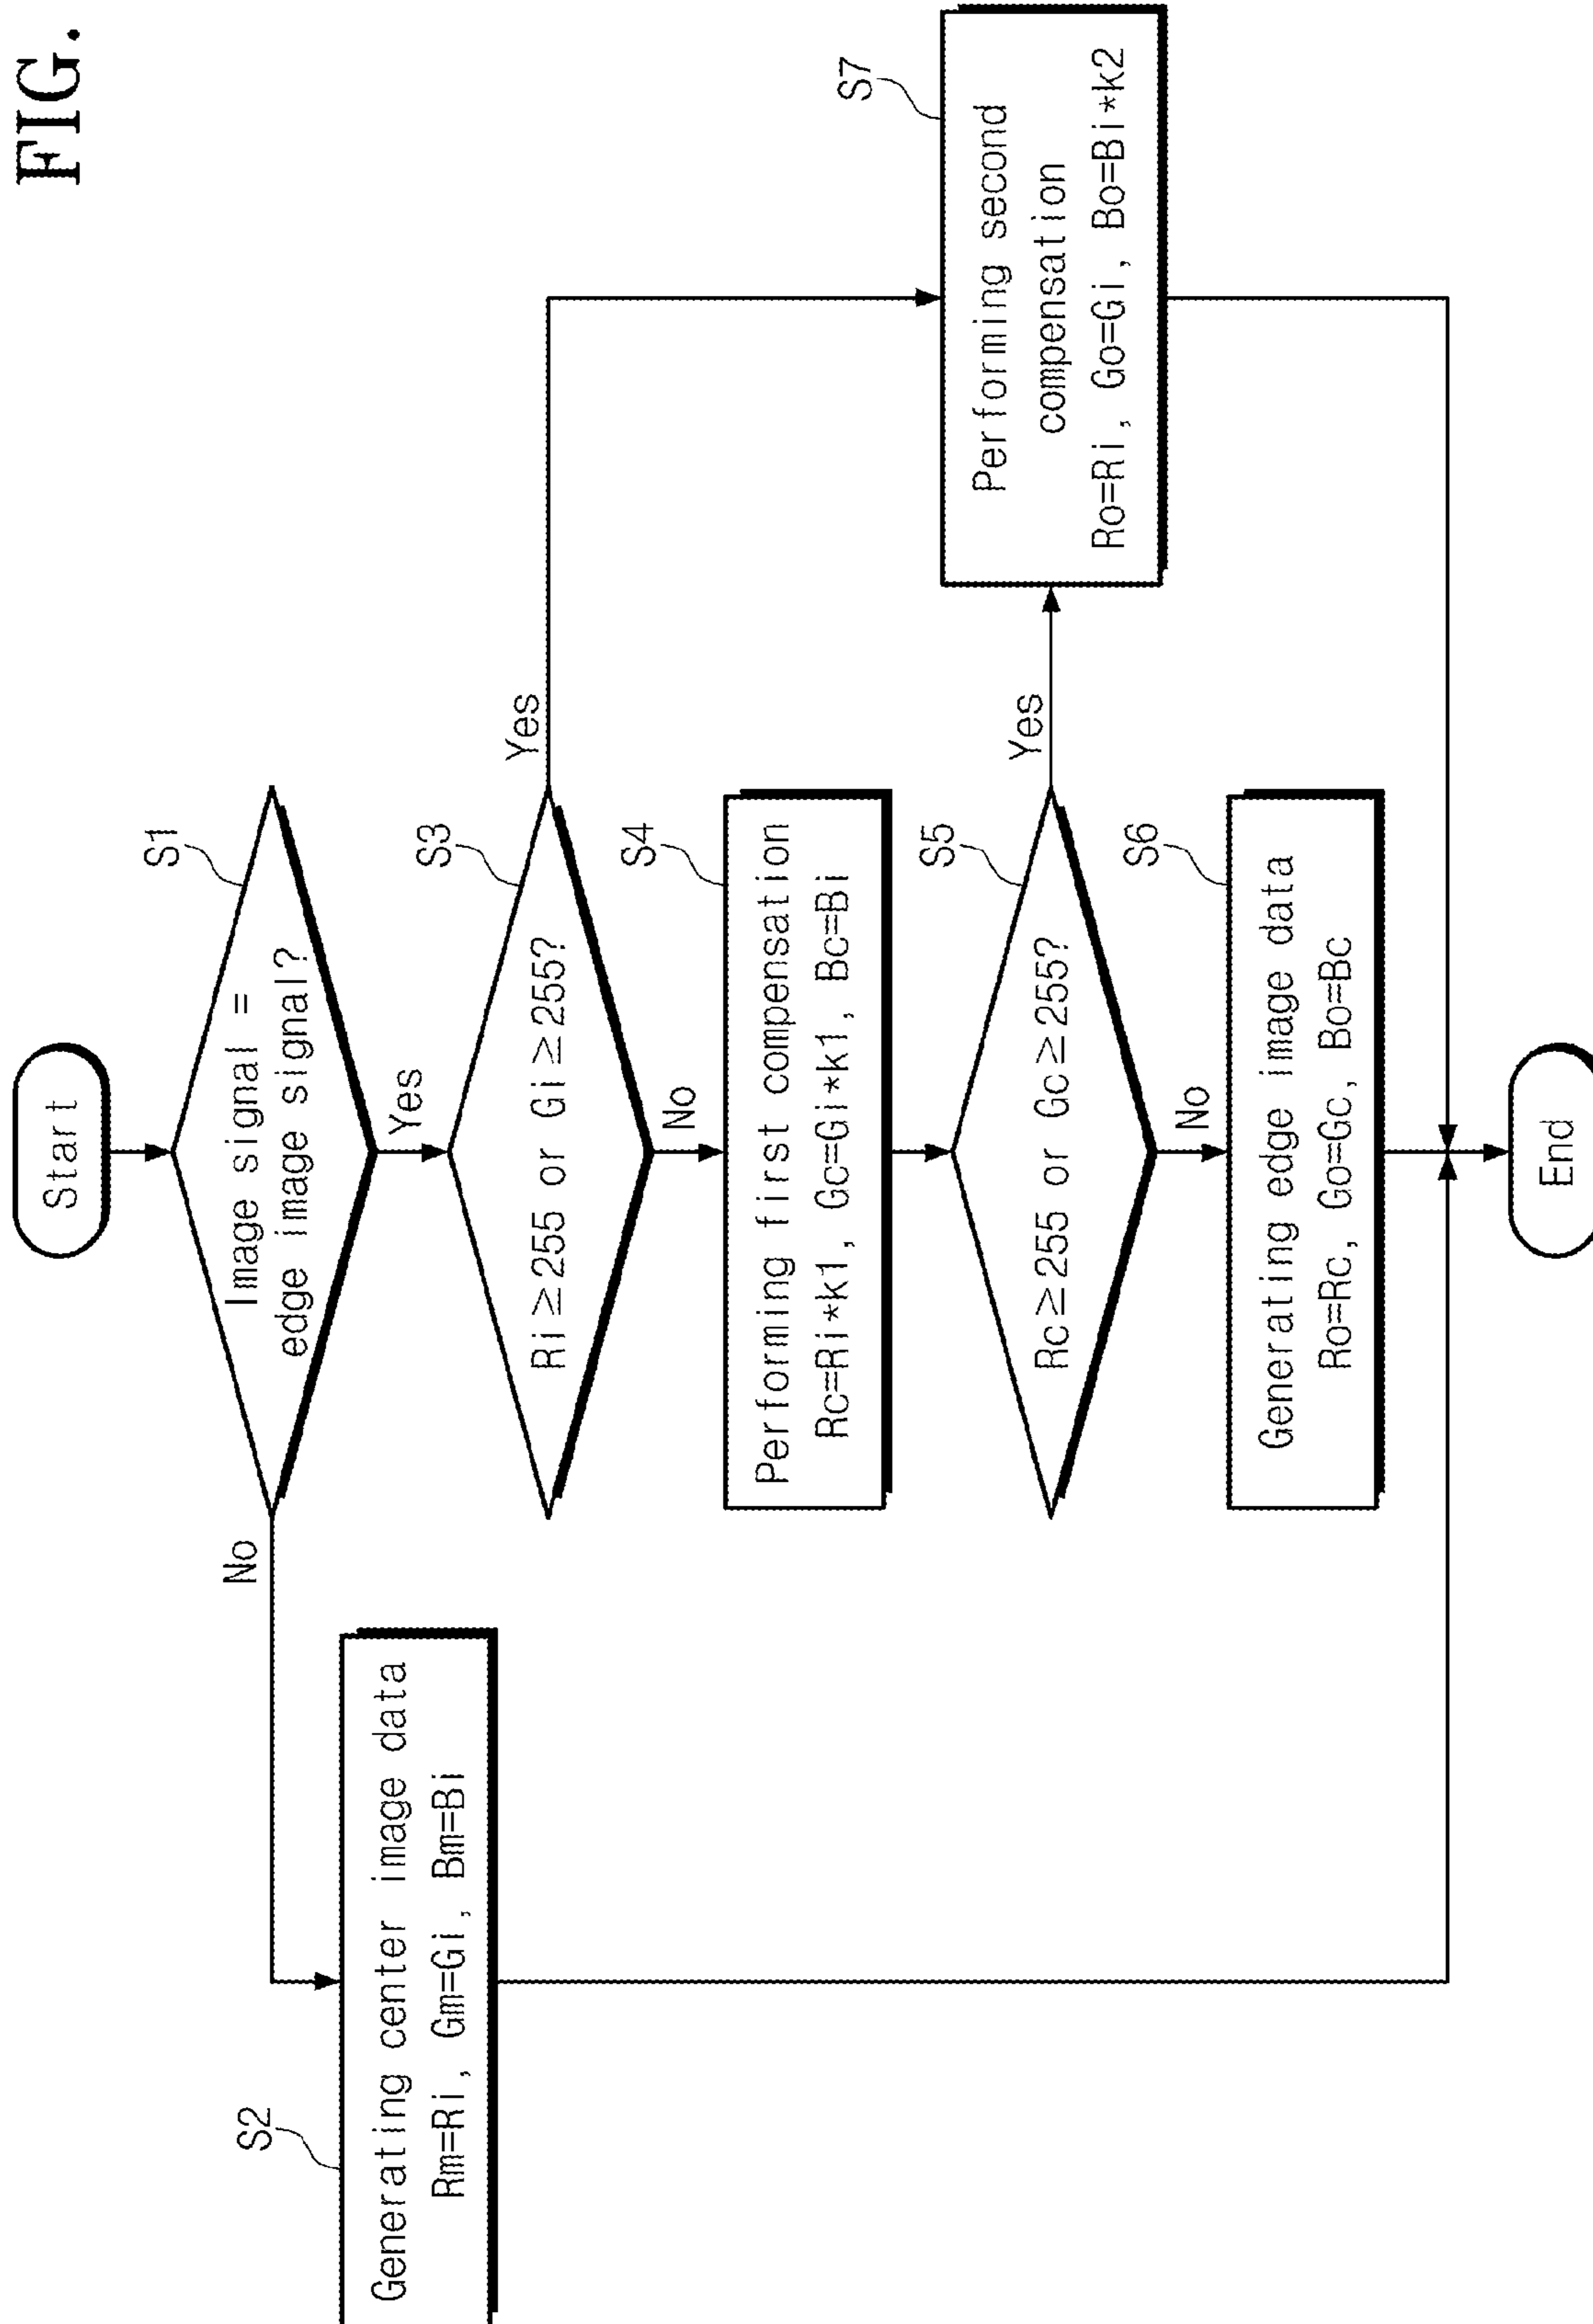 FIG.
Start
S1
Image signal =
edge image signal?
No
Yes
S2
Generating center image data
Rm=Ri, Gm=Gi, Bm=Bi
S3
Ri≥255 or Gi≥255?
Yes
No
S4
Performing first compensation
Rc=Ri*k1, Gc=Gi*k1, Bc=Bi
S5
Rc≥255 or Gc≥255?
Yes
No
S7
Performing second
compensation
Ro=Ri, Go=Gi, Bo=Bi*k2
S6
Generating edge image data
Ro=Rc, Go=Gc, Bo=Bc
End